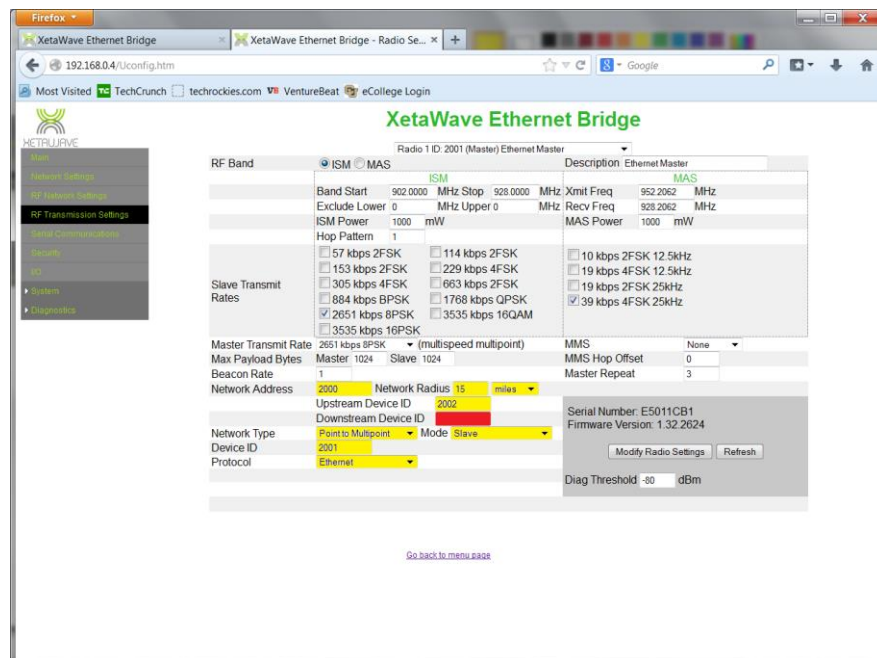 Firefox
XetaWave Ethernet Bridge
XetaWave Ethernet Bridge - Radio Se...
192.168.0.4/Uconfig.htm
Google
Most Visited TC TechCrunch techrockies.com VB VentureBeat eCollege Login
XETAWAVE
XetaWave Ethernet Bridge
Main
Network Settings
RF Network Settings
RF Transmission Settings
Serial Communications
Security
I/O
System
Diagnostics
Radio 1 ID: 2001 (Master) Ethernet Master
RF Band ISM MAS Description Ethernet Master
ISM MAS
Band Start 902.0000 MHz Stop 928.0000 MHz Xmit Freq 952.2062 MHz
Exclude Lower 0 MHz Upper 0 MHz Recv Freq 928.2062 MHz
ISM Power 1000 mW MAS Power 1000 mW
Hop Pattern 1
Slave Transmit Rates
57 kbps 2FSK 114 kbps 2FSK
153 kbps 2FSK 229 kbps 4FSK
305 kbps 4FSK 663 kbps 2FSK
884 kbps BPSK 1768 kbps QPSK
2651 kbps 8PSK 3535 kbps 16QAM
3535 kbps 16PSK
10 kbps 2FSK 12.5kHz
19 kbps 4FSK 12.5kHz
19 kbps 2FSK 25kHz
39 kbps 4FSK 25kHz
Master Transmit Rate 2651 kbps 8PSK (multispeed multipoint) MMS None
Max Payload Bytes Master 1024 Slave 1024 MMS Hop Offset 0
Beacon Rate 1 Master Repeat 3
Network Address 2000 Network Radius 15 miles
Upstream Device ID 2002
Downstream Device ID
Network Type Point to Multipoint Mode Slave
Device ID 2001
Protocol Ethernet
Serial Number: E5011CB1
Firmware Version: 1.32.2624
Modify Radio Settings Refresh
Diag Threshold -80 dBm
Go back to menu page